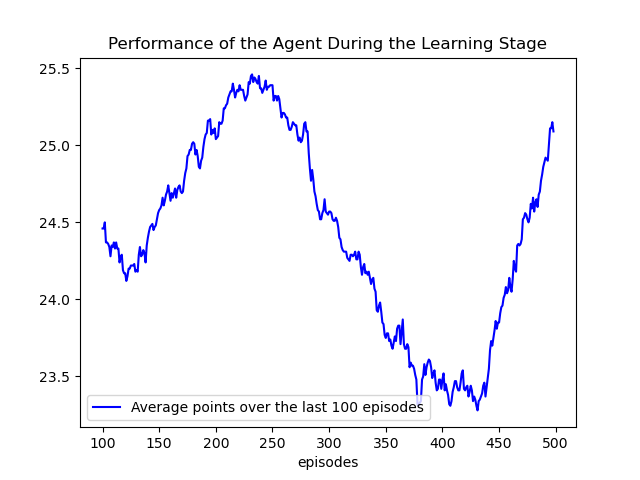 Performance of the Agent During the Learning Stage
25.5
25.0
24.5
24.0
23.5
Average points over the last 100 episodes
100 150 200 250 300 350 400 450 500
episodes